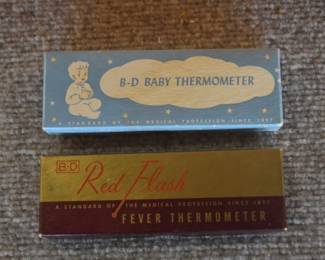 B-D BABY THERMOMETER
A STANDARD OF THE MEDICAL PROFESSION SINCE 1897
B-D
Red Flash
A STANDARD OF THE MEDICAL PROFESSION SINCE 1897
FEVER THERMOMETER